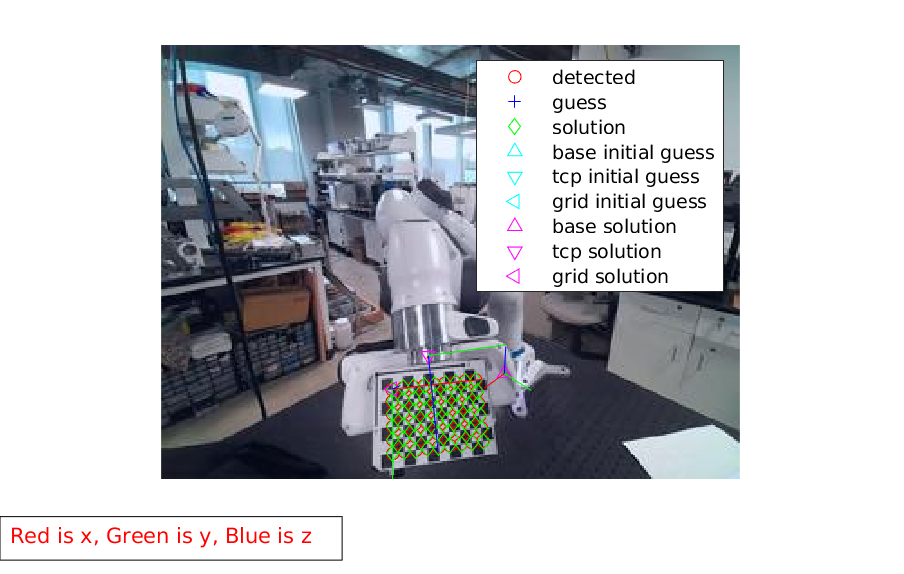 detected
guess
solution
base initial guess
tcp initial guess
grid initial guess
base solution
tcp solution
grid solution
Red is x, Green is y, Blue is z